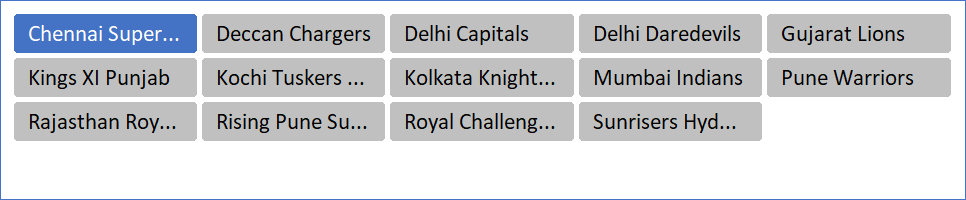 Chennai Super... Deccan Chargers Delhi Capitals Delhi Daredevils Gujarat Lions
Kings XI Punjab Kochi Tuskers ... Kolkata Knight... Mumbai Indians Pune Warriors
Rajasthan Roy... Rising Pune Su... Royal Challeng... Sunrisers Hyd...